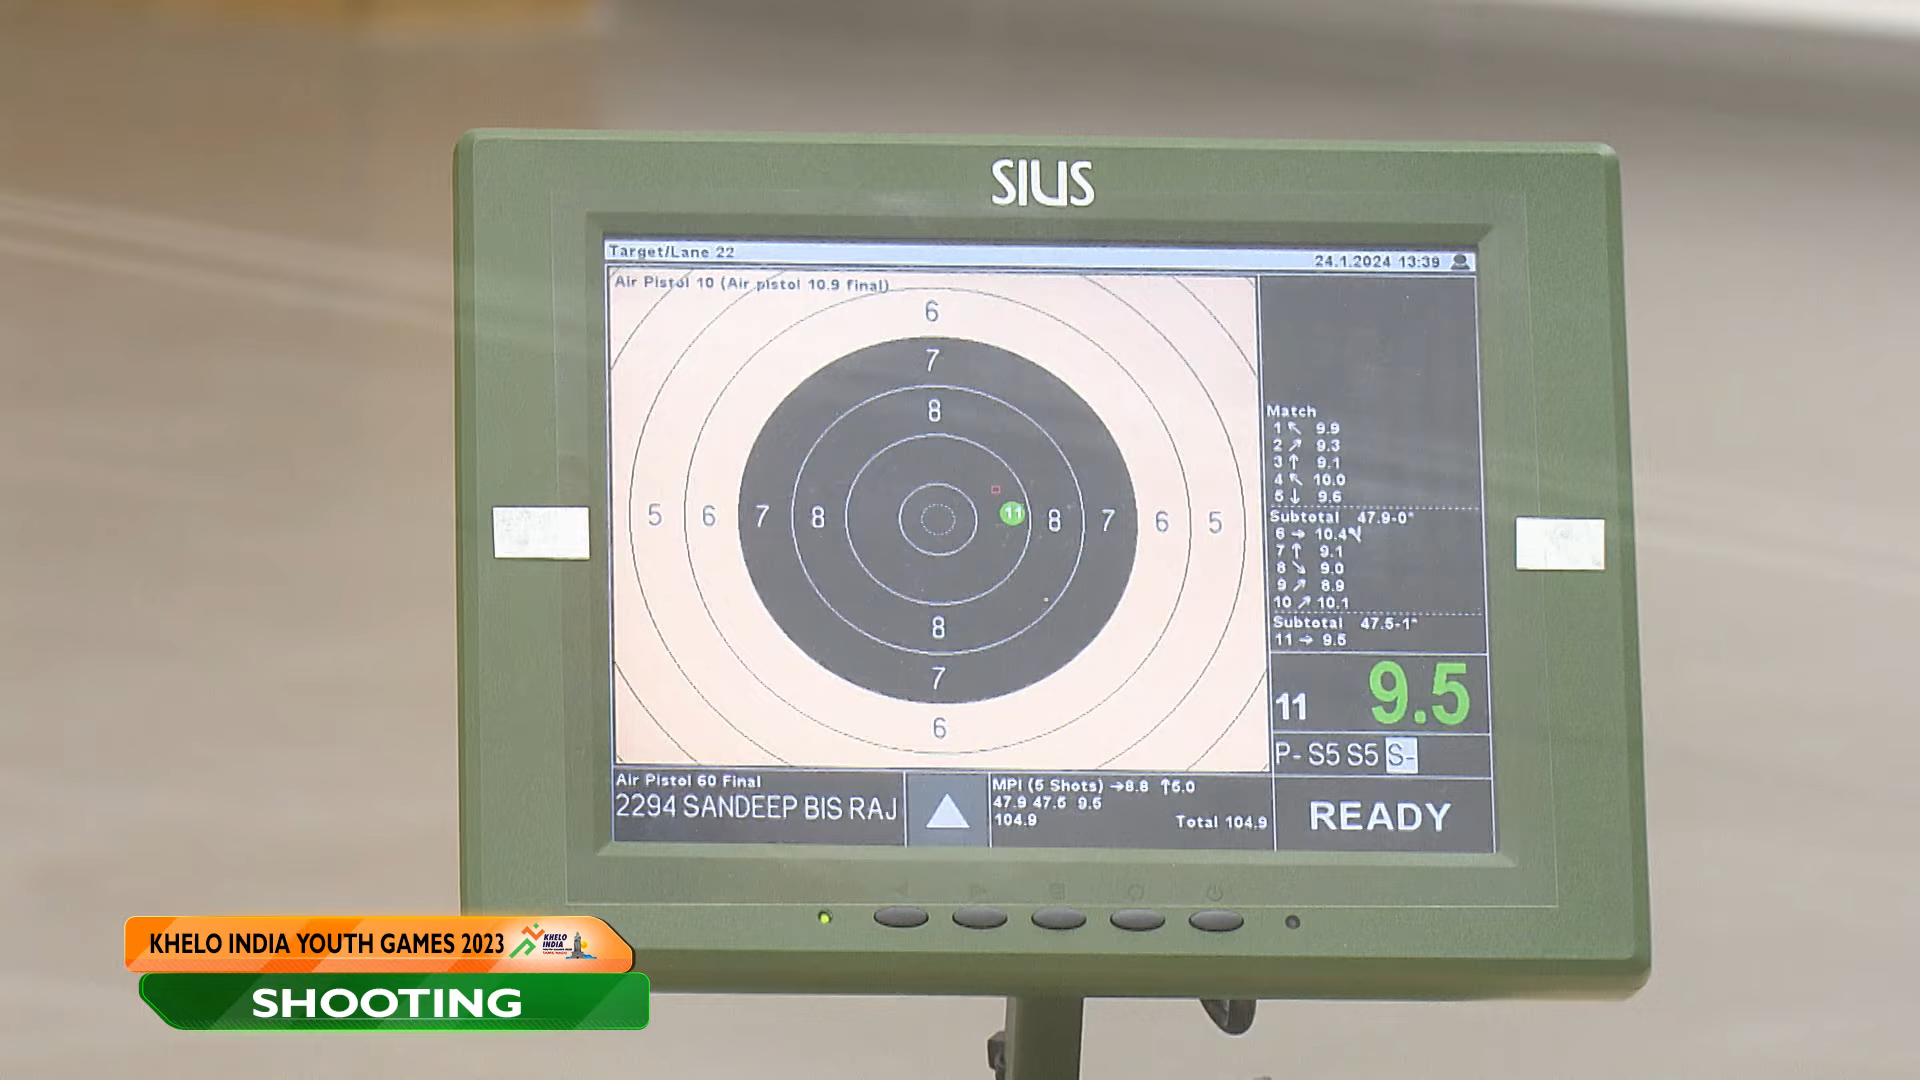 SIUS
Target/Lane 22
24.1.2024 13:39
Air Pistol 10 (Air pistol 10.9 final)
6
7
8
5 6 7 8 11 8 7 6 5
8
7
6
Match
1 ↖ 9.9
2 ↗ 9.3
3 ↑ 9.1
4 ↖ 10.0
5 ↓ 9.6
Subtotal 47.9-0*
6 → 10.4*
7 ↑ 9.1
8 ↘ 9.0
9 ↗ 8.9
10 ↗ 10.1
Subtotal 47.5-1*
11 → 9.5
11 9.5
P- S5 S5 S-
Air Pistol 60 Final
2294 SANDEEP BIS RAJ
MPI (5 Shots) →8.8 ↑5.0
47.9 47.5 9.5
104.9
Total 104.9
READY
KHELO INDIA YOUTH GAMES 2023
KHELO
INDIA
SHOOTING